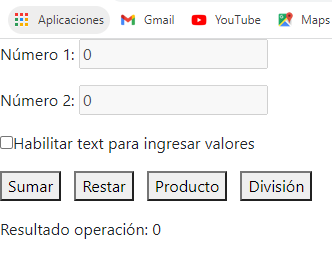 Aplicaciones Gmail YouTube Maps
Número 1: 0
Número 2: 0
Habilitar text para ingresar valores
Sumar Restar Producto División
Resultado operación: 0